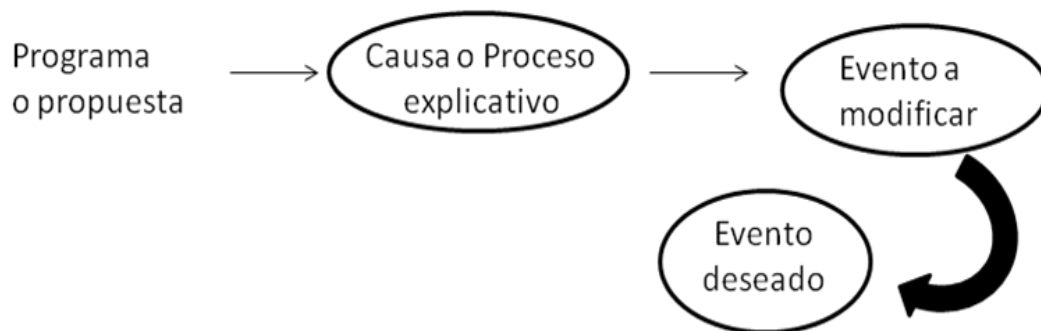 Programa
o propuesta
Causa o Proceso
explicativo
Evento a
modificar
Evento
deseado